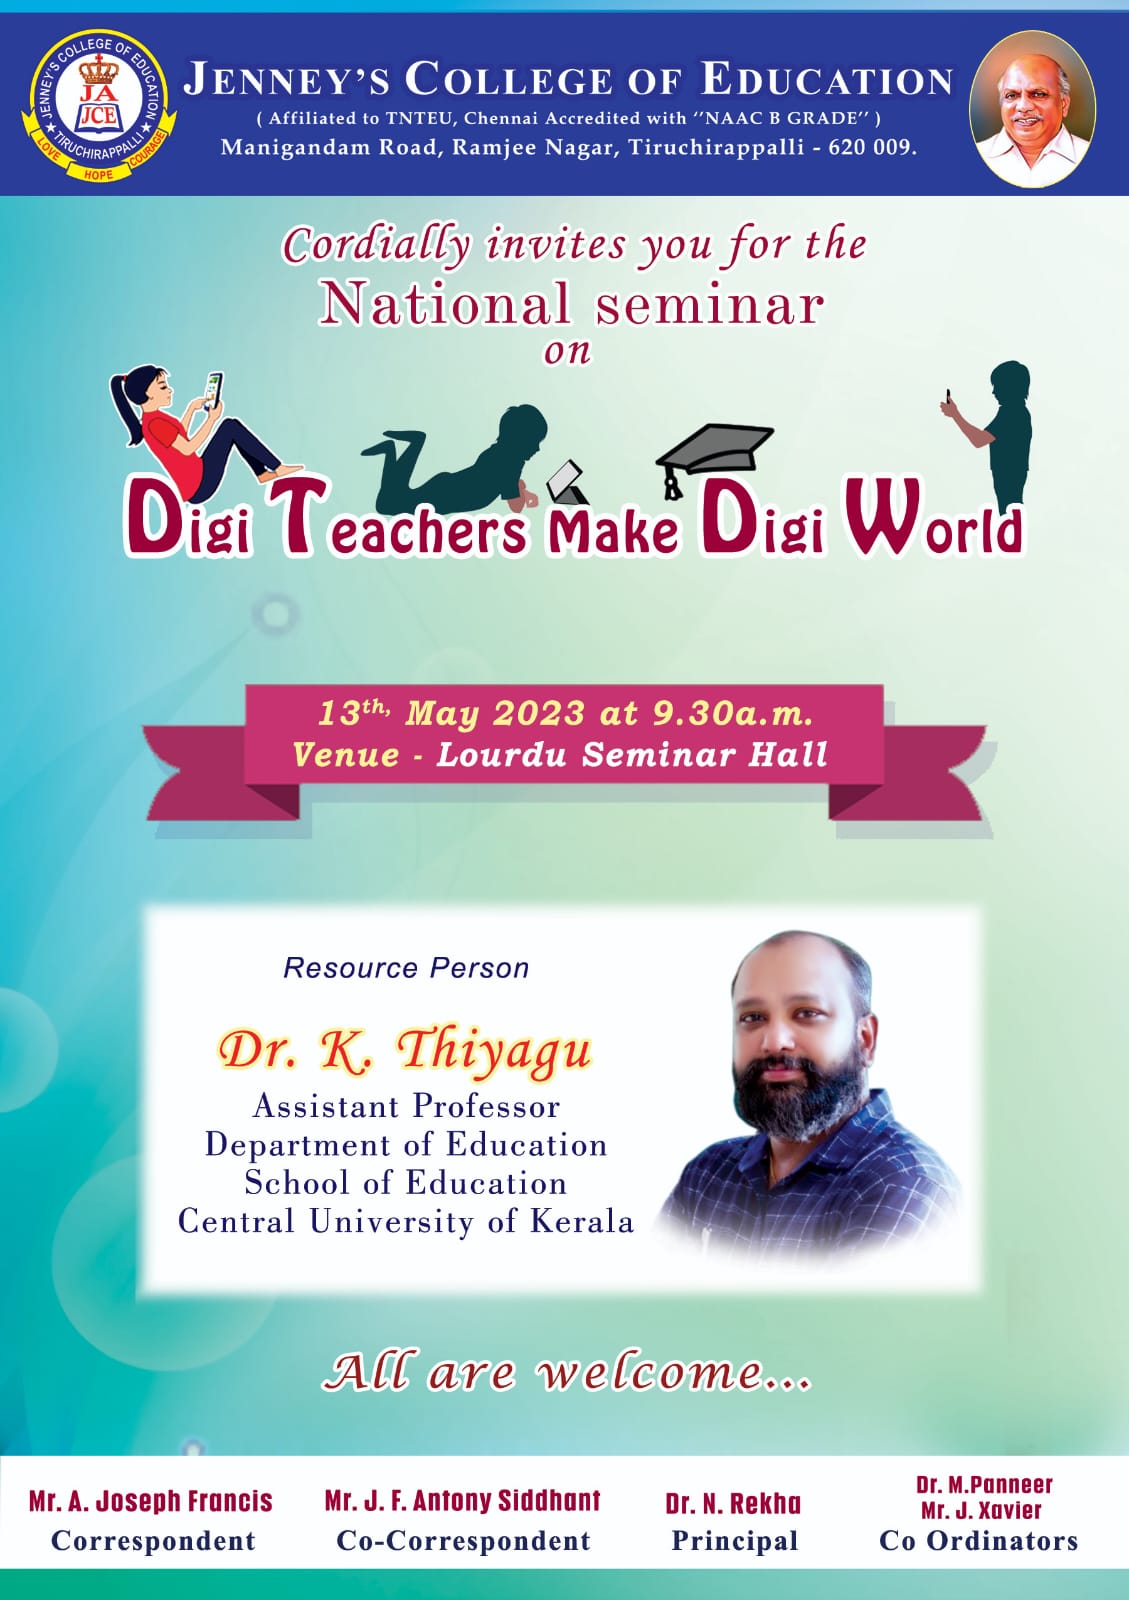 JENNEY'S COLLEGE OF EDUCATION
TIRUCHIRAPPALLI
JA
JCE
LOVE
HOPE
COURAGE
JENNEY'S COLLEGE OF EDUCATION
( Affiliated to TNTEU, Chennai Accredited with ‘‘NAAC B GRADE’’ )
Manigandam Road, Ramjee Nagar, Tiruchirappalli - 620 009.
Cordially invites you for the
National seminar
on
Digi Teachers Make Digi World
13th, May 2023 at 9.30a.m.
Venue - Lourdu Seminar Hall
Resource Person
Dr. K. Thiyagu
Assistant Professor
Department of Education
School of Education
Central University of Kerala
All are welcome...
Mr. A. Joseph Francis
Correspondent
Mr. J. F. Antony Siddhant
Co-Correspondent
Dr. N. Rekha
Principal
Dr. M.Panneer
Mr. J. Xavier
Co Ordinators